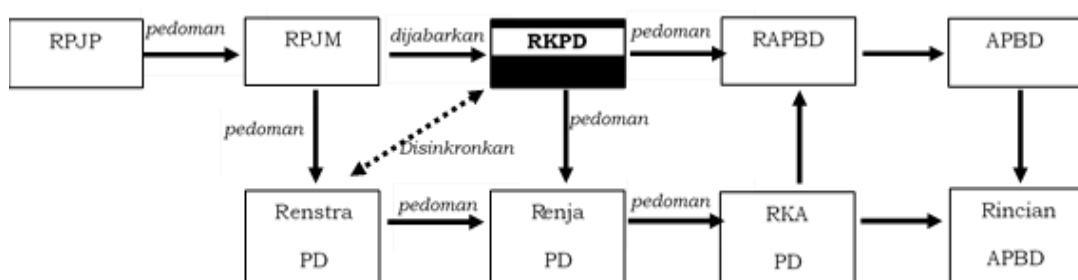 RPJP
pedoman
RPJM
dijabarkan
RKPD
pedoman
RAPBD
APBD
pedoman
Disinkronkan
pedoman
Renstra
PD
pedoman
Renja
PD
pedoman
RKA
PD
Rincian
APBD